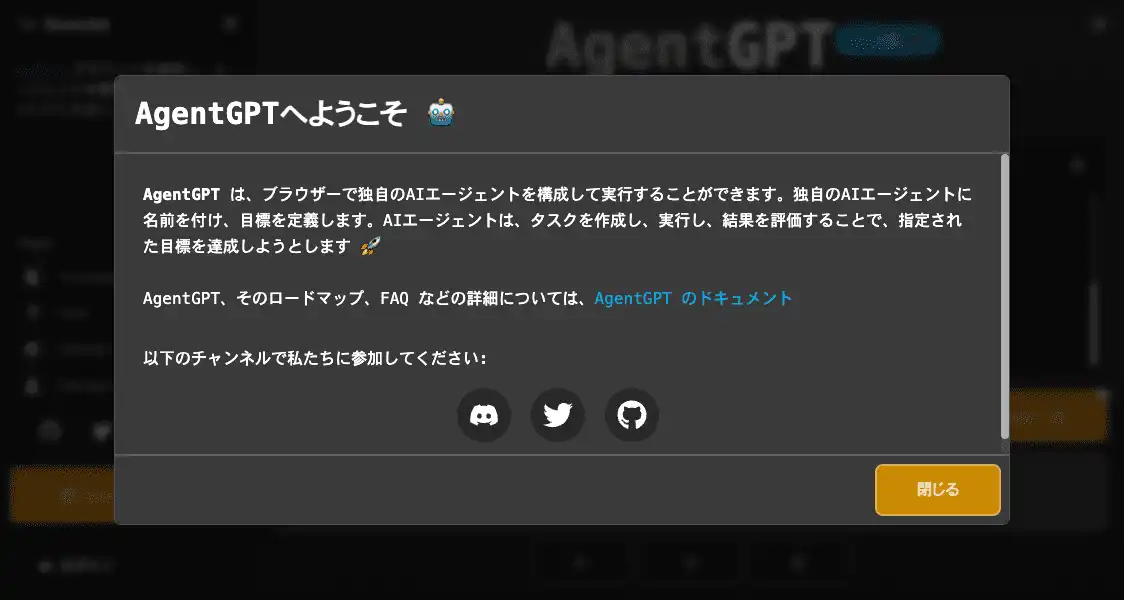 AgentGPT
AgentGPTへようこそ 🤖
AgentGPT は、ブラウザーで独自のAIエージェントを構成して実行することができます。独自のAIエージェントに
名前を付け、目標を定義します。AIエージェントは、タスクを作成し、実行し、結果を評価することで、指定され
た目標を達成しようとします 🚀
AgentGPT、そのロードマップ、FAQ などの詳細については、AgentGPT のドキュメント
以下のチャンネルで私たちに参加してください:
閉じる